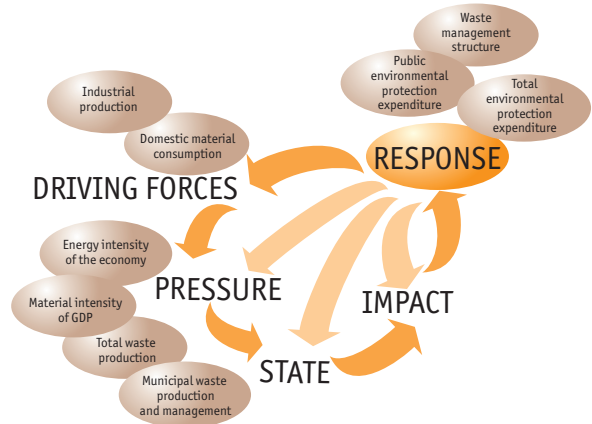 Waste
management
structure
Public
environmental
protection
expenditure
Total
environmental
protection
expenditure
Industrial
production
Domestic material
consumption
RESPONSE
DRIVING FORCES
Energy intensity
of the economy
PRESSURE
IMPACT
Material intensity
of GDP
Total waste
production
STATE
Municipal waste
production
and management